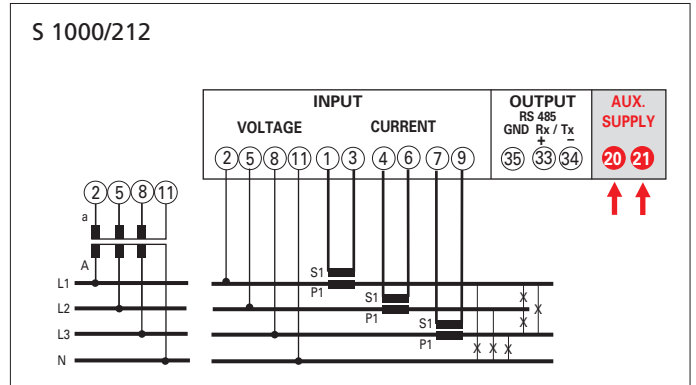 S 1000/212
INPUT
VOLTAGE CURRENT
OUTPUT
RS 485
GND Rx / Tx
+ −
AUX.
SUPPLY
2 5 8 11 1 3 4 6 7 9 35 33 34 20 21
2 5 8 11
a
A
L1
L2
L3
N
S1
P1
S1
P1
S1
P1
X
X X
X
X X X